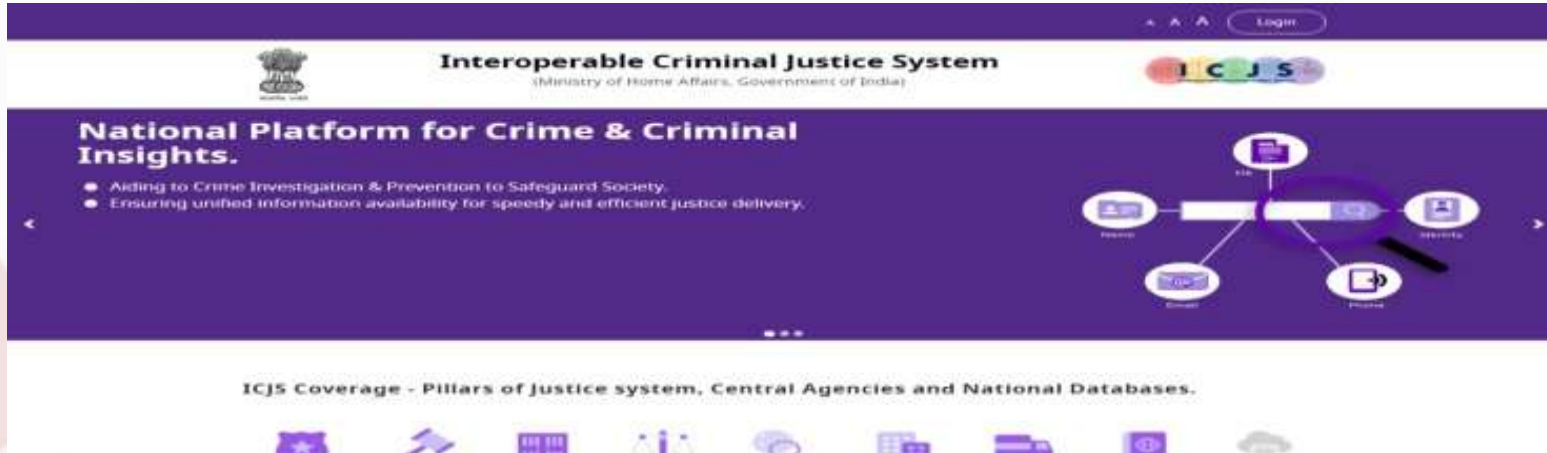 A A A Login
Interoperable Criminal Justice System
(Ministry of Home Affairs, Government of India)
I C J S
National Platform for Crime & Criminal
Insights.
Aiding to Crime Investigation & Prevention to Safeguard Society.
Ensuring unified information availability for speedy and efficient justice delivery.
Name
Identity
Email
Phone
ICJS Coverage - Pillars of Justice system, Central Agencies and National Databases.